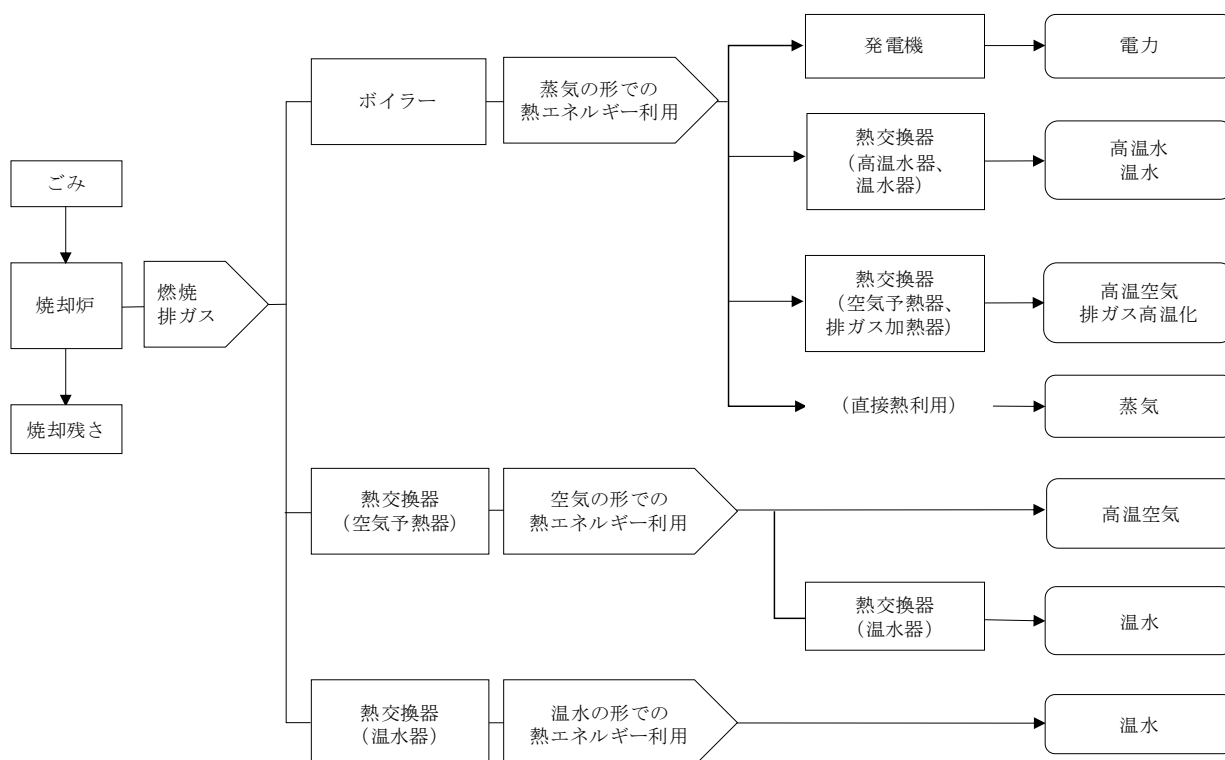 ごみ
焼却炉
焼却残さ
燃焼
排ガス
ボイラー
蒸気の形での
熱エネルギー利用
発電機
電力
熱交換器
（高温水器、
温水器）
高温水
温水
熱交換器
（空気予熱器、
排ガス加熱器）
高温空気
排ガス高温化
（直接熱利用）
蒸気
熱交換器
（空気予熱器）
空気の形での
熱エネルギー利用
高温空気
熱交換器
（温水器）
温水
熱交換器
（温水器）
温水の形での
熱エネルギー利用
温水